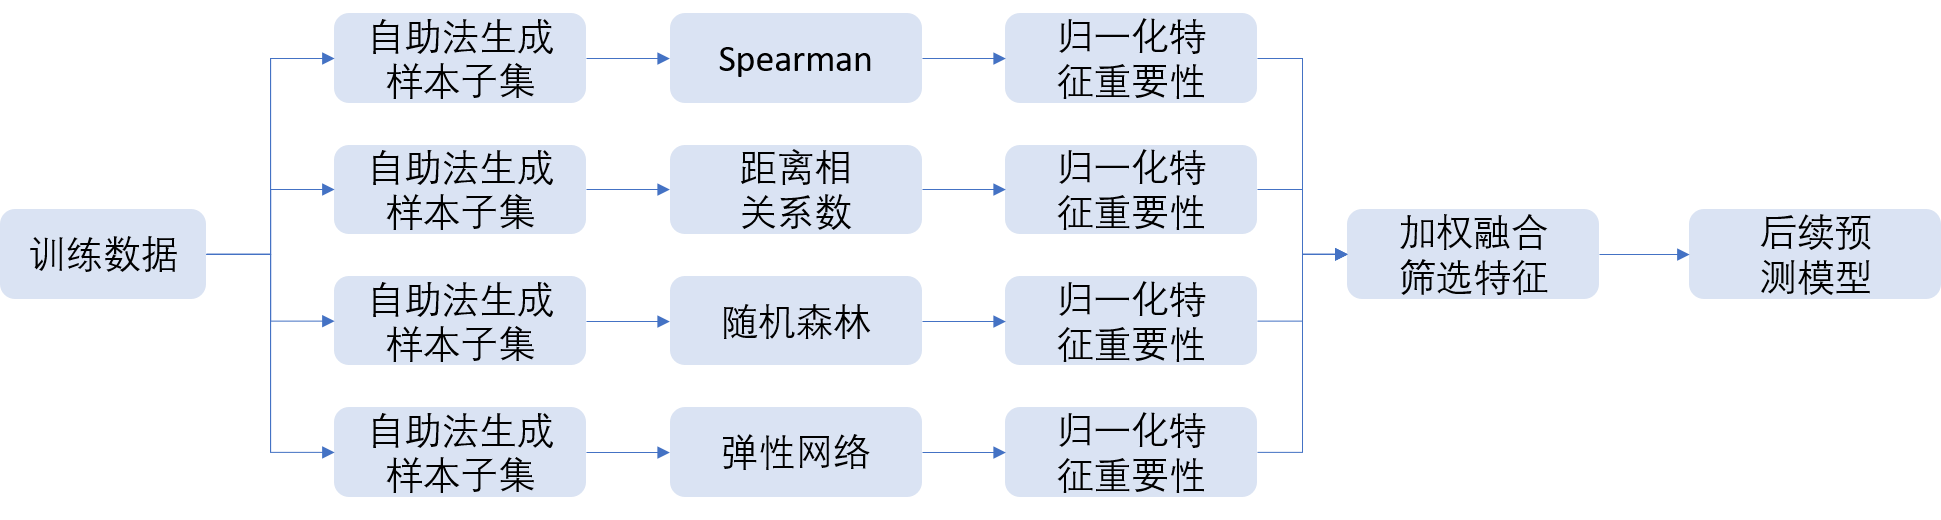 训练数据
自助法生成
样本子集
Spearman
归一化特
征重要性
自助法生成
样本子集
距离相
关系数
归一化特
征重要性
自助法生成
样本子集
随机森林
归一化特
征重要性
自助法生成
样本子集
弹性网络
归一化特
征重要性
加权融合
筛选特征
后续预
测模型